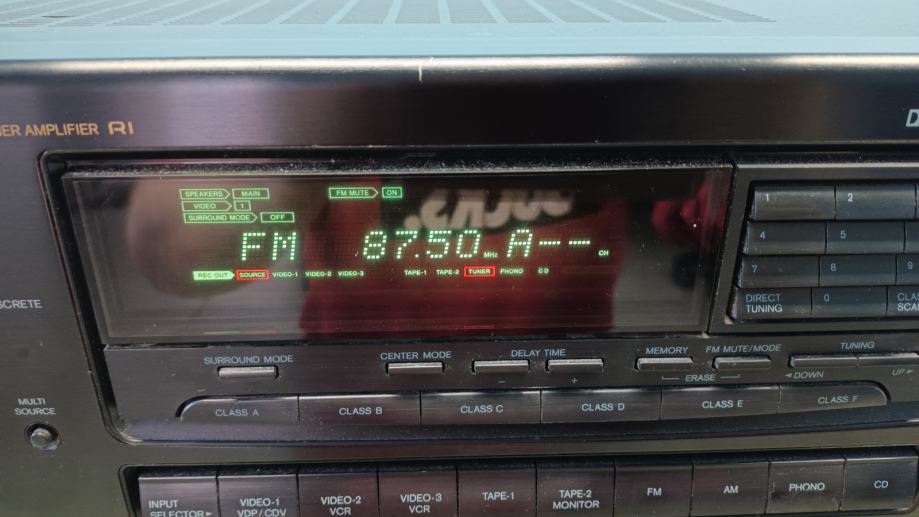 ER AMPLIFIER R1
D
SPEAKERS MAIN FM MUTE ON
VIDEO 1
SURROUND MODE OFF
FM 87.50 MHz A-- CH
REC OUT SOURCE VIDEO-1 VIDEO-2 VIDEO-3 TAPE-1 TAPE-2 TUNER PHONO CD
1 2
4 5
7 8 9
DIRECT TUNING 0 CLAS SCAN
SCRETE
SURROUND MODE CENTER MODE DELAY TIME MEMORY FM MUTE/MODE TUNING
- + ERASE DOWN UP
MULTI SOURCE
CLASS A CLASS B CLASS C CLASS D CLASS E CLASS F
INPUT SELECTOR VIDEO-1 VDP/CDV VIDEO-2 VCR VIDEO-3 VCR TAPE-1 TAPE-2 MONITOR FM AM PHONO CD